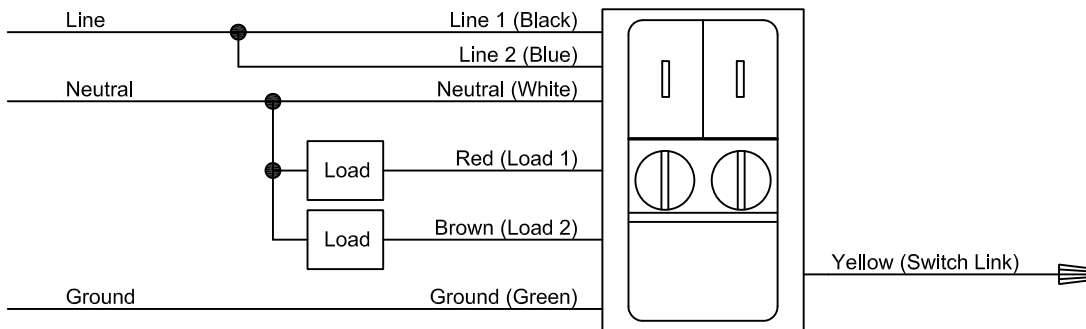 Line
Line 1 (Black)
Line 2 (Blue)
Neutral
Neutral (White)
Load
Red (Load 1)
Load
Brown (Load 2)
Yellow (Switch Link)
Ground
Ground (Green)